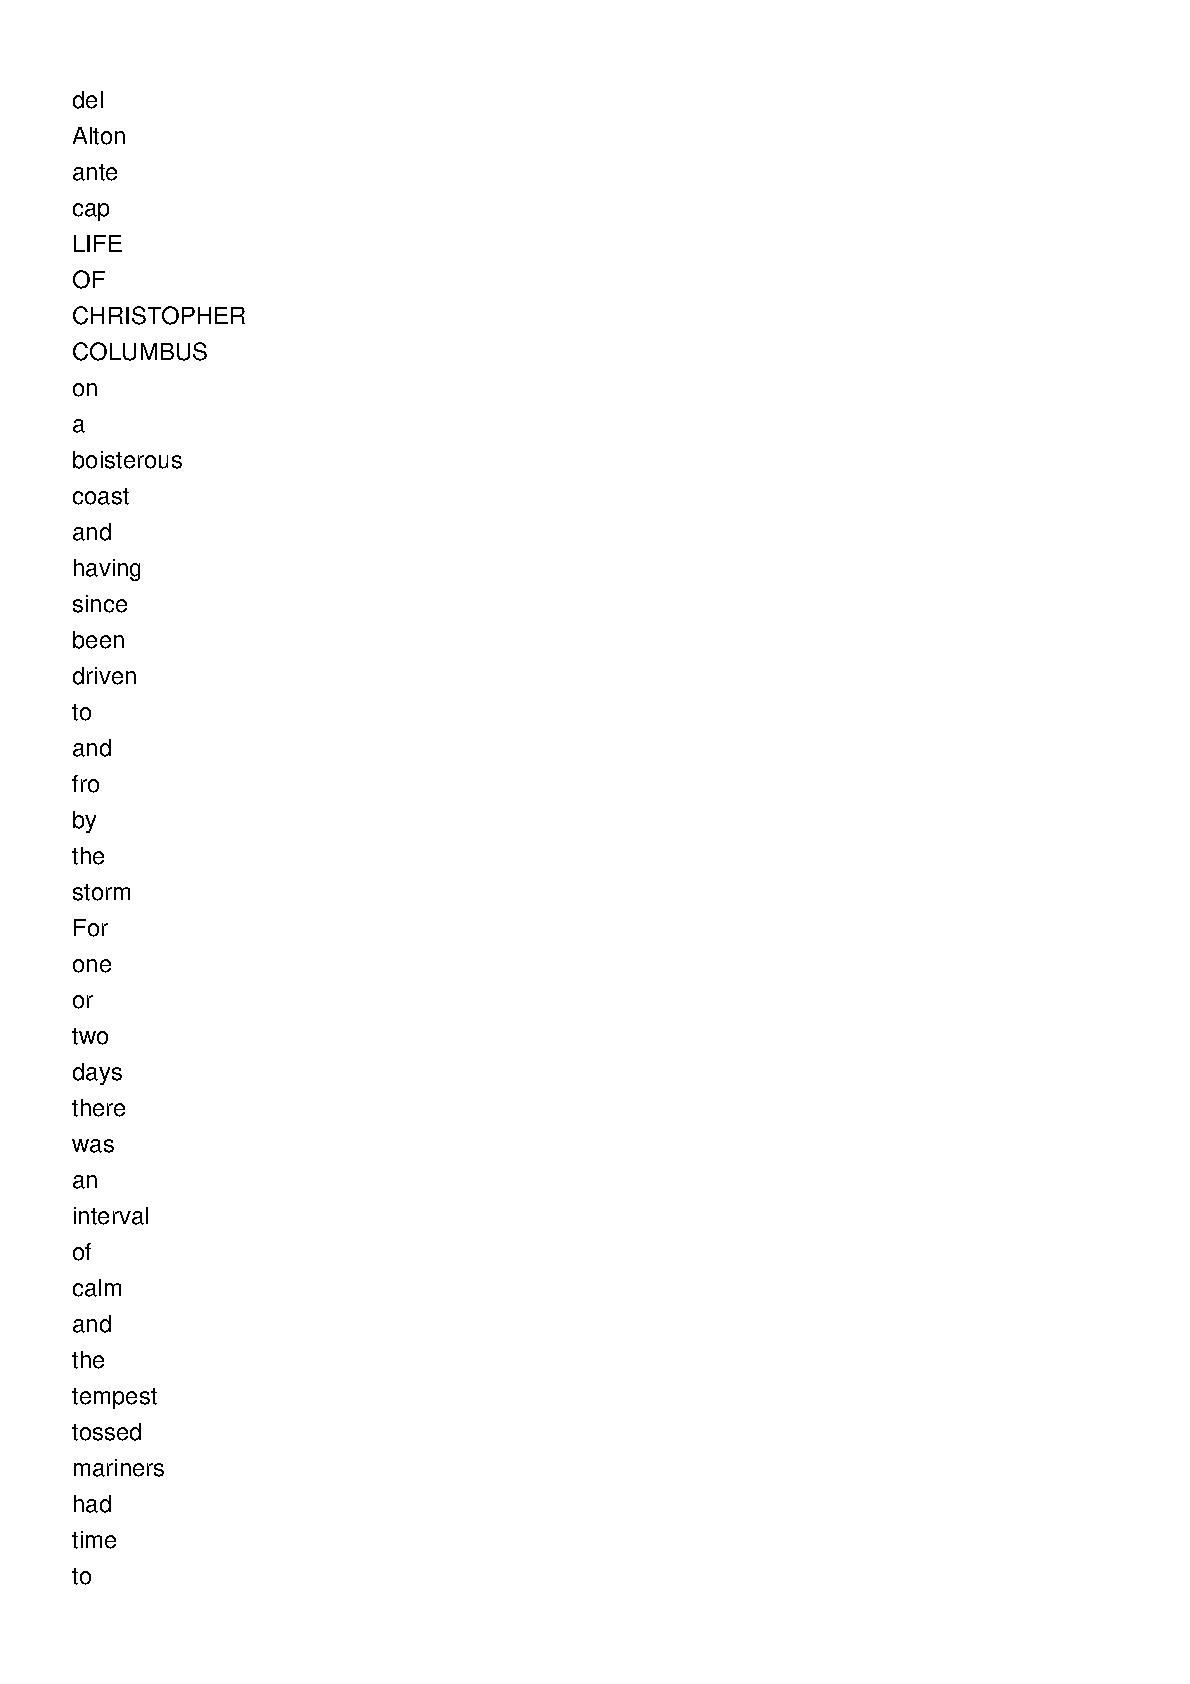 del
Alton
ante
cap
LIFE
OF
CHRISTOPHER
COLUMBUS
on
a
boisterous
coast
and
having
since
been
driven
to
and
fro
by
the
storm
For
one
or
two
days
there
was
an
interval
of
calm
and
the
tempest
tossed
mariners
had
time
to